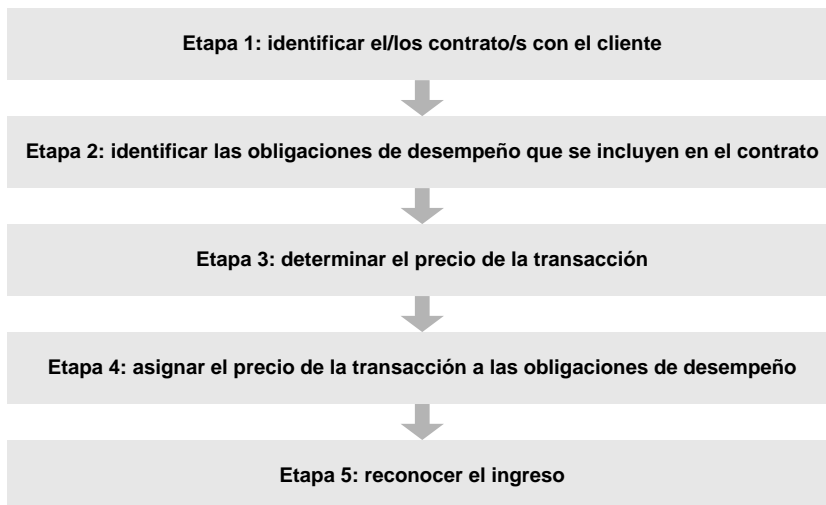 Etapa 1: identificar el/los contrato/s con el cliente
Etapa 2: identificar las obligaciones de desempeño que se incluyen en el contrato
Etapa 3: determinar el precio de la transacción
Etapa 4: asignar el precio de la transacción a las obligaciones de desempeño
Etapa 5: reconocer el ingreso